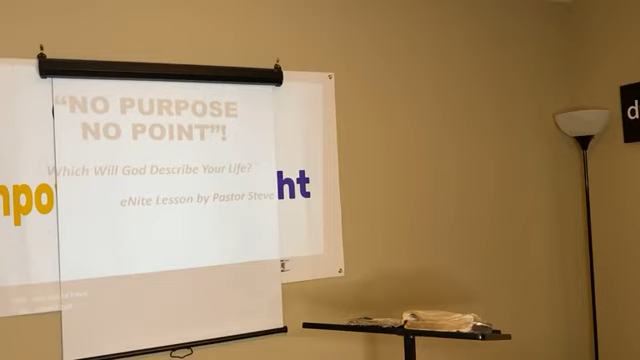 “NO PURPOSE
NO POINT”!
Which Will God Describe Your Life?
eNite Lesson by Pastor Steve
npo
ht
d